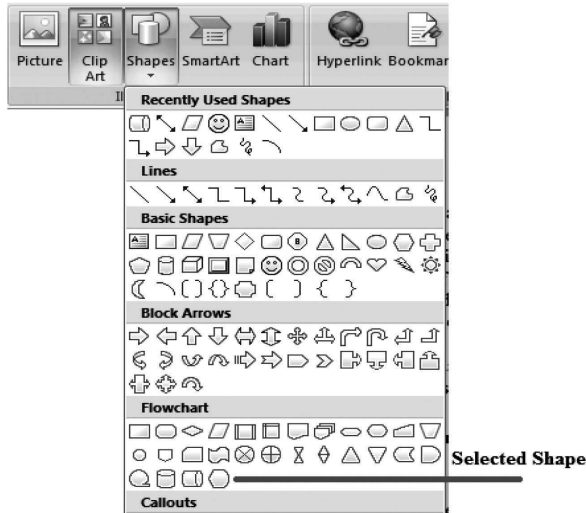 Picture Clip Art Shapes SmartArt Chart Hyperlink Bookmar
Recently Used Shapes
Lines
Basic Shapes
Block Arrows
Flowchart
Selected Shape
Callouts